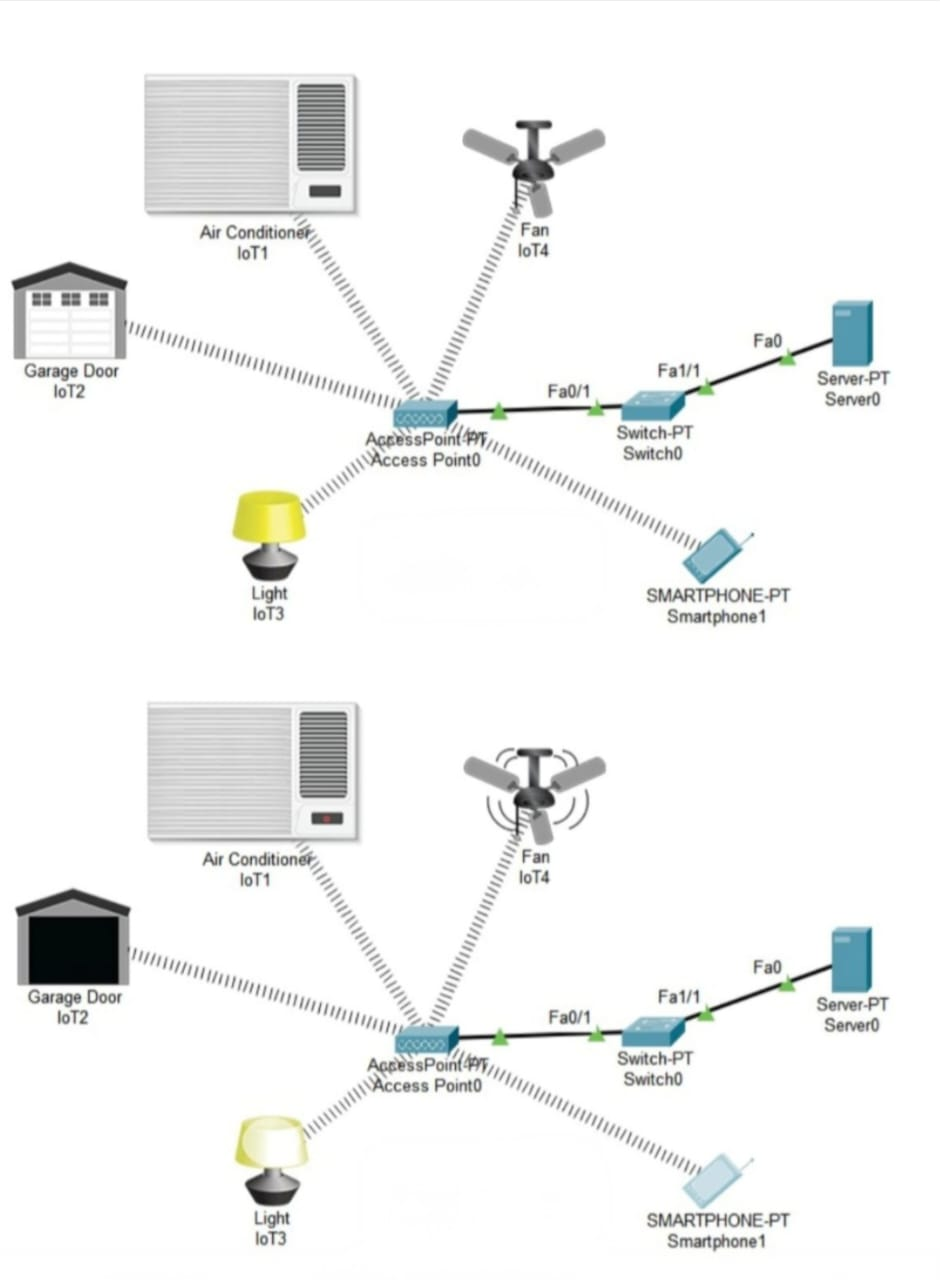 Air Conditioner
IoT1
Fan
IoT4
Garage Door
IoT2
Fa0
Fa1/1
Server-PT
Server0
Fa0/1
Switch-PT
Switch0
AccessPoint-PT
Access Point0
Light
IoT3
SMARTPHONE-PT
Smartphone1
Air Conditioner
IoT1
Fan
IoT4
Garage Door
IoT2
Fa0
Fa1/1
Server-PT
Server0
Fa0/1
Switch-PT
Switch0
AccessPoint-PT
Access Point0
Light
IoT3
SMARTPHONE-PT
Smartphone1